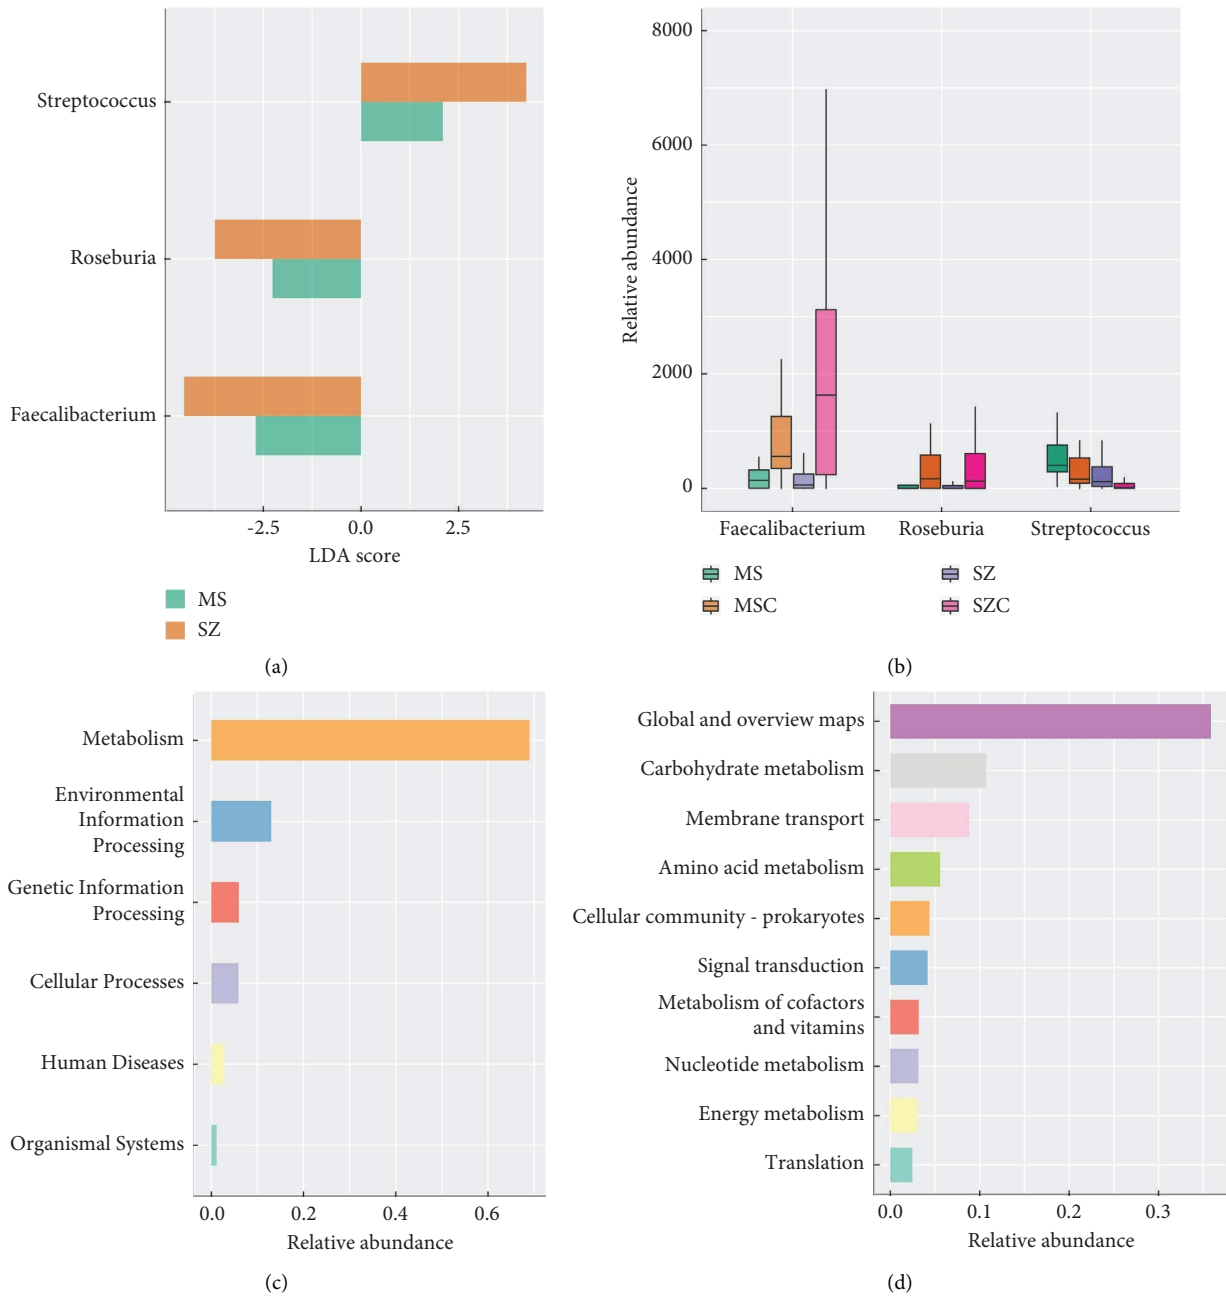 Streptococcus
Roseburia
Faecalibacterium
-2.5
0.0
2.5
LDA score
MS
SZ
(a)
8000
6000
4000
2000
0
Relative abundance
Faecalibacterium
Roseburia
Streptococcus
MS
SZ
MSC
SZC
(b)
Metabolism
Environmental
Information
Processing
Genetic Information
Processing
Cellular Processes
Human Diseases
Organismal Systems
0.0
0.2
0.4
0.6
Relative abundance
(c)
Global and overview maps
Carbohydrate metabolism
Membrane transport
Amino acid metabolism
Cellular community - prokaryotes
Signal transduction
Metabolism of cofactors
and vitamins
Nucleotide metabolism
Energy metabolism
Translation
0.0
0.1
0.2
0.3
Relative abundance
(d)